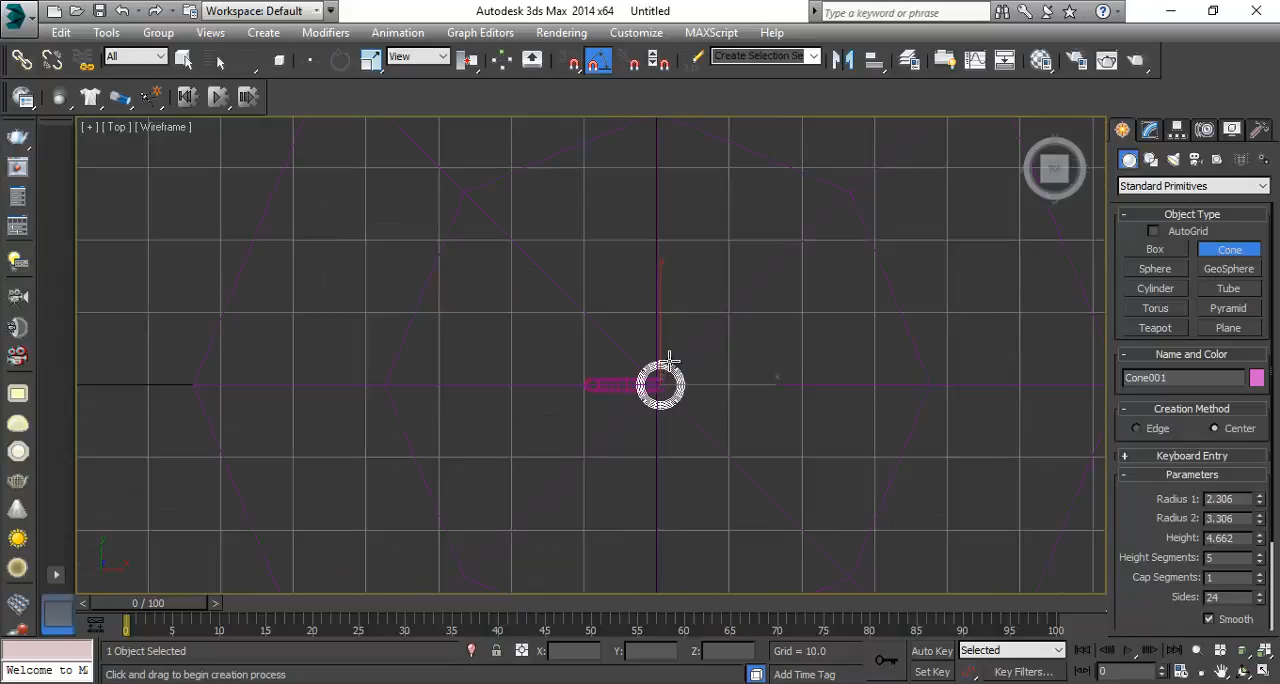 Workspace: Default
Autodesk 3ds Max 2014 x64 Untitled
Type a keyword or phrase
Edit Tools Group Views Create Modifiers Animation Graph Editors Rendering Customize MAXScript Help
All
View
Create Selection Se
[ + ] [ Top ] [ Wireframe ]
Standard Primitives
- Object Type
AutoGrid
Box Cone
Sphere GeoSphere
Cylinder Tube
Torus Pyramid
Teapot Plane
- Name and Color
Cone001
- Creation Method
Edge Center
+ Keyboard Entry
- Parameters
Radius 1: 2.306
Radius 2: 3.306
Height: 4.662
Height Segments: 5
Cap Segments: 1
Sides: 24
Smooth
x
< 0 / 100 >
0 5 10 15 20 25 30 35 40 45 50 55 60 65 70 75 80 85 90 95 100
1 Object Selected X: Y: Z: Grid = 10.0 Auto Key Selected
Welcome to M Click and drag to begin creation process Add Time Tag Set Key Key Filters... 0